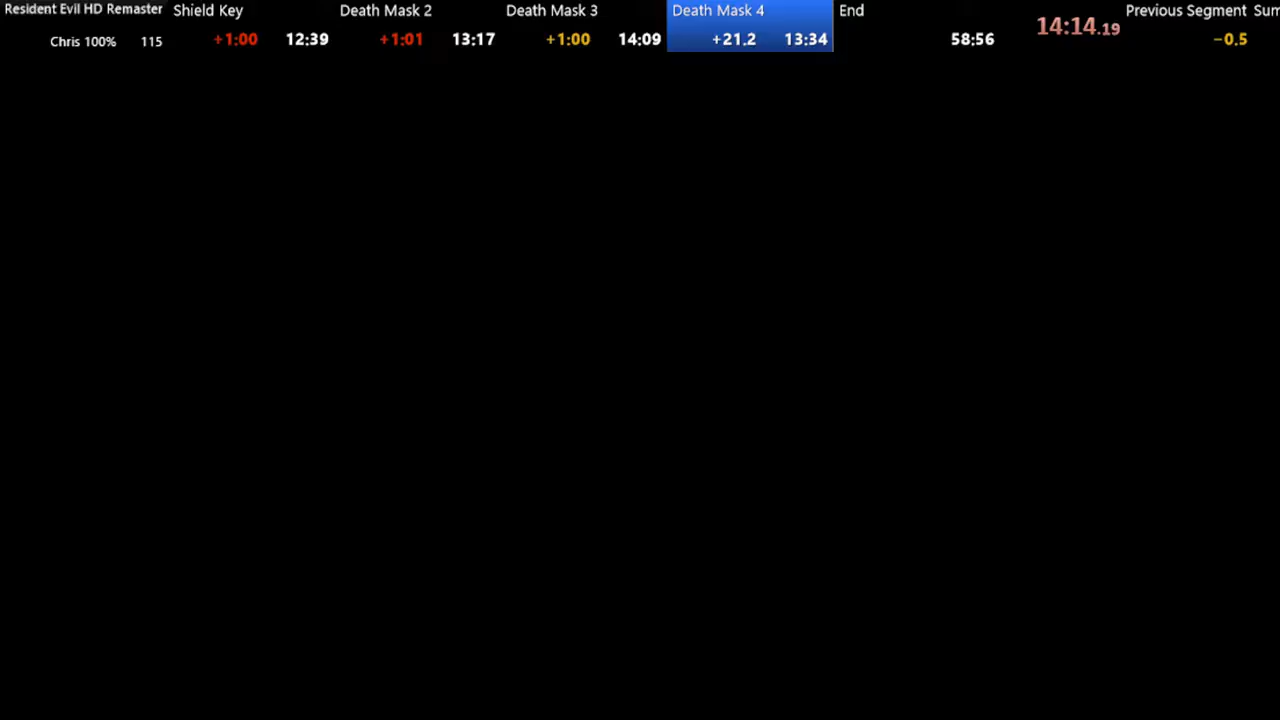 Resident Evil HD Remaster
Chris 100% 115
Shield Key
+1:00 12:39
Death Mask 2
+1:01 13:17
Death Mask 3
+1:00 14:09
Death Mask 4
+21.2 13:34
End
58:56
14:14.19
Previous Segment
−0.5
Sum